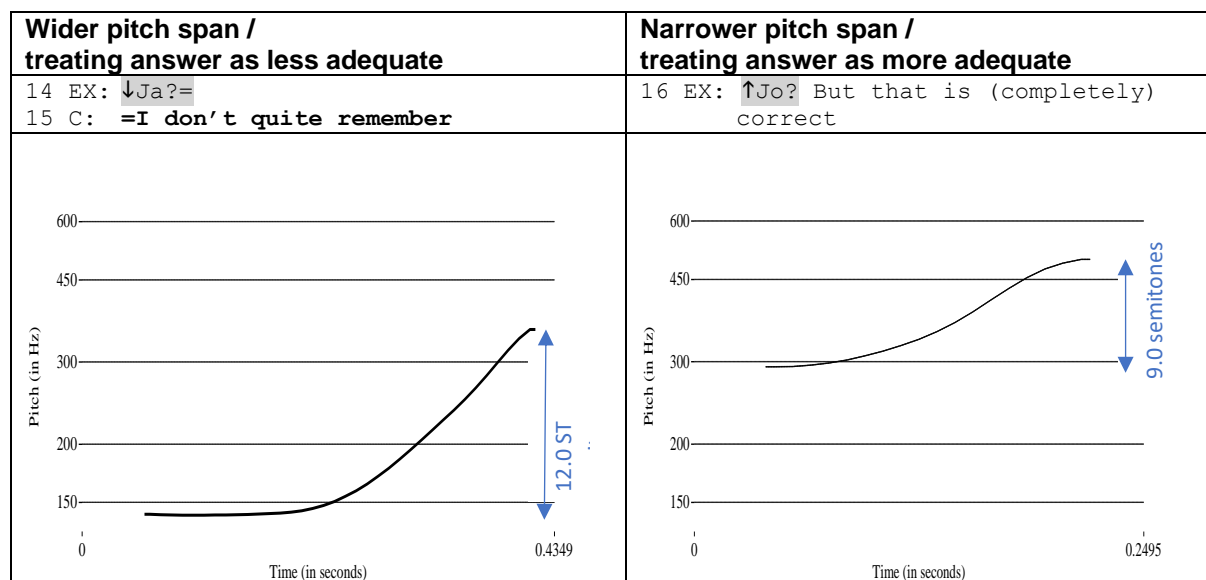 Wider pitch span /
treating answer as less adequate
14 EX: ↓Ja?=
15 C: =I don't quite remember
600
450
300
200
150
Pitch (in Hz)
12.0 ST
0
0.4349
Time (in seconds)
Narrower pitch span /
treating answer as more adequate
16 EX: ↑Jo? But that is (completely)
correct
600
450
300
200
150
Pitch (in Hz)
9.0 semitones
0
0.2495
Time (in seconds)